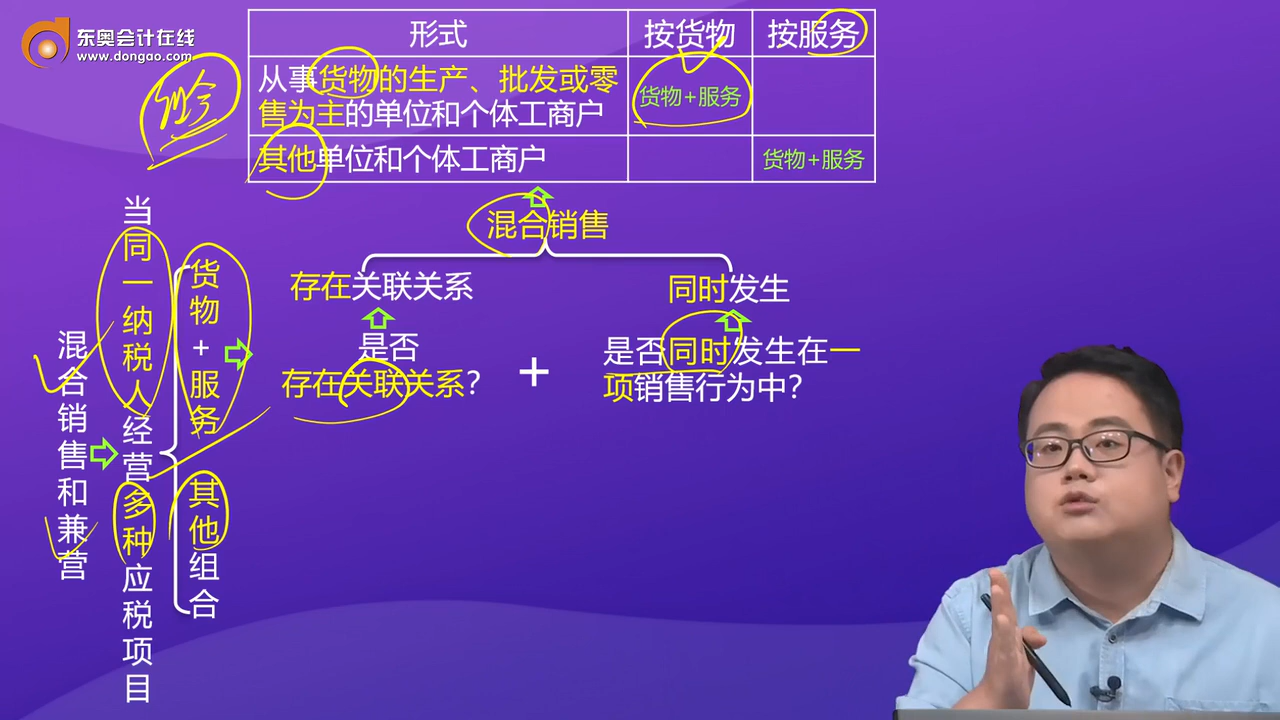 东奥会计在线
www.dongao.com
形式 按货物 按服务
从事货物的生产、批发或零售为主的单位和个体工商户 货物+服务
其他单位和个体工商户 货物+服务
混合销售
存在关联关系 同时发生
是否存在关联关系? + 是否同时发生在一项销售行为中?
混合销售和兼营
当同一纳税人经营多种应税项目
货物+服务
其他组合